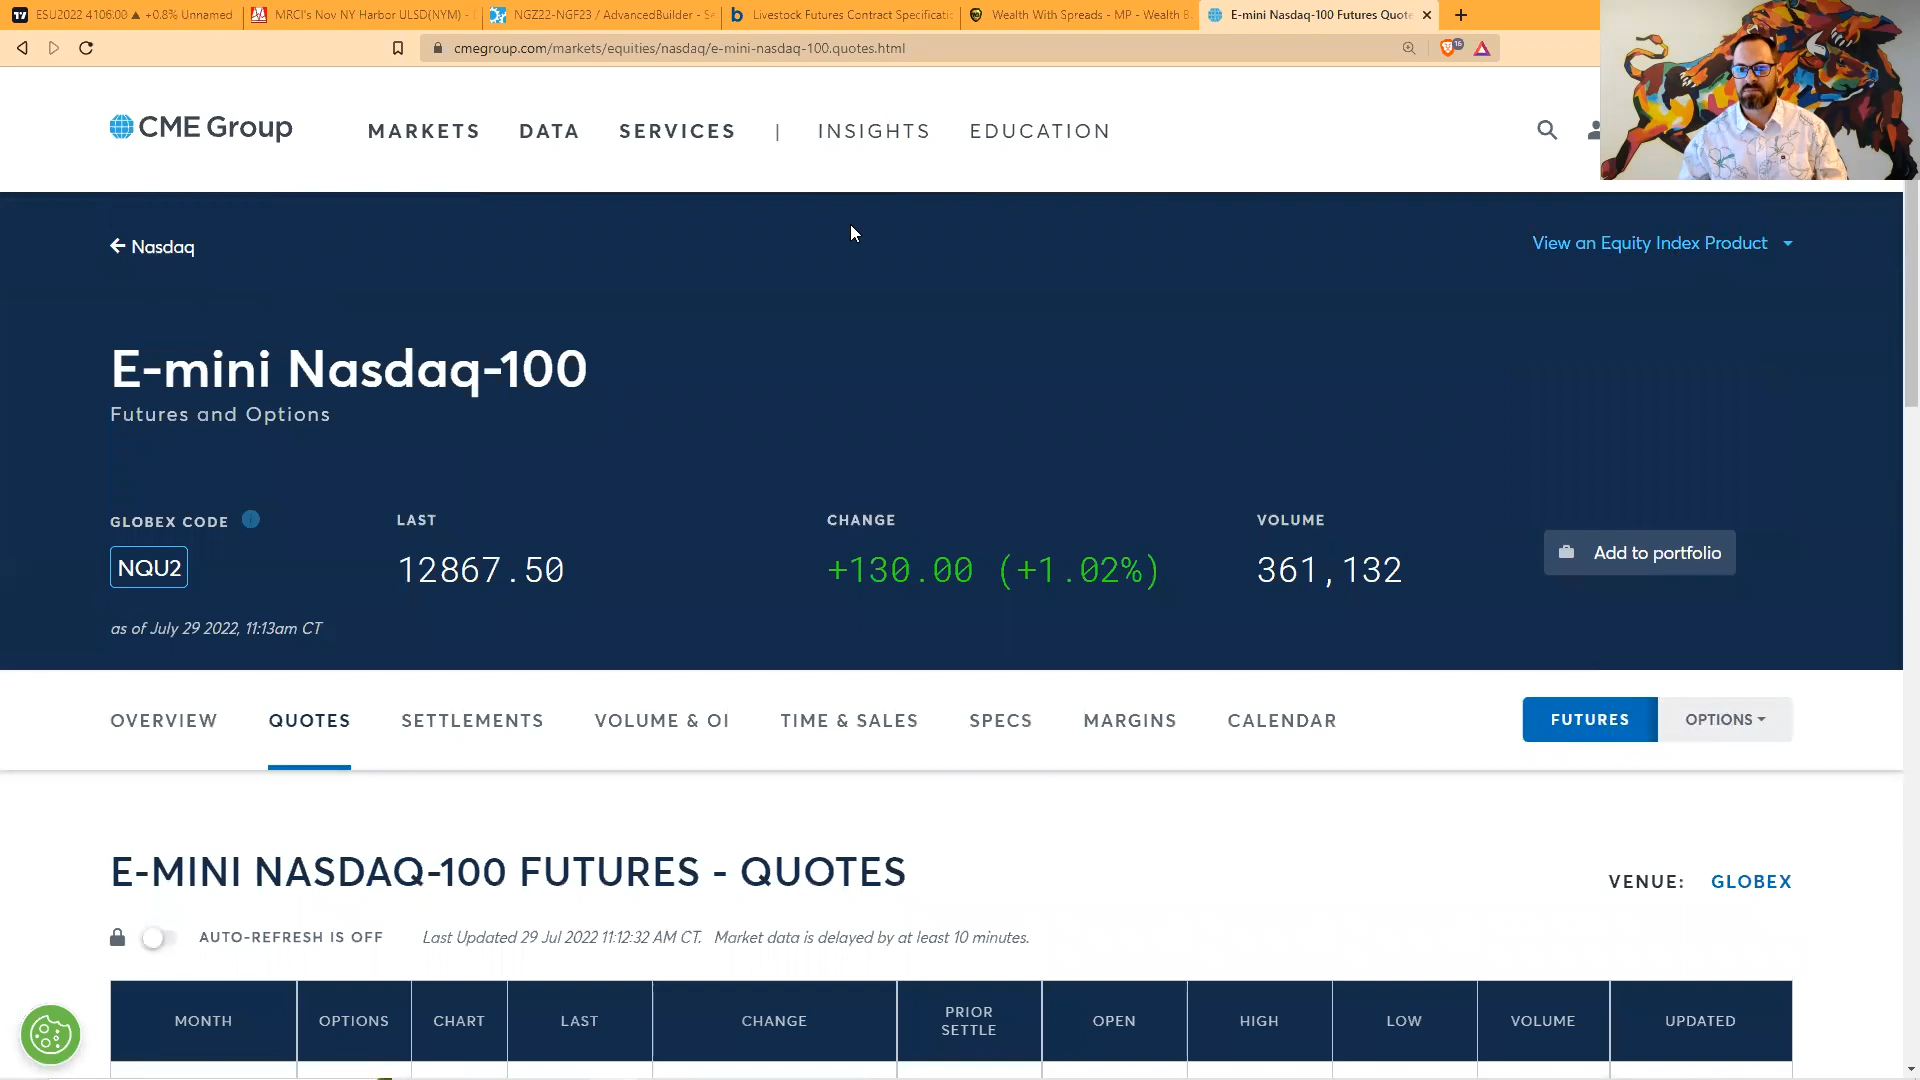 ESU2022 4106.00 ▲ +0.8% Unnamed
MRCI's Nov NY Harbor ULSD(NYM) -
NGZ22-NGF23 / AdvancedBuilder - Se
Livestock Futures Contract Specificatio
Wealth With Spreads - MP - Wealth B
E-mini Nasdaq-100 Futures Quote
cmegroup.com/markets/equities/nasdaq/e-mini-nasdaq-100.quotes.html
16
CME Group
MARKETS DATA SERVICES | INSIGHTS EDUCATION
← Nasdaq
View an Equity Index Product
E-mini Nasdaq-100
Futures and Options
GLOBEX CODE
LAST
CHANGE
VOLUME
NQU2
12867.50
+130.00 (+1.02%)
361,132
Add to portfolio
as of July 29 2022, 11:13am CT
OVERVIEW QUOTES SETTLEMENTS VOLUME & OI TIME & SALES SPECS MARGINS CALENDAR
FUTURES
OPTIONS
E-MINI NASDAQ-100 FUTURES - QUOTES
VENUE: GLOBEX
AUTO-REFRESH IS OFF
Last Updated 29 Jul 2022 11:12:32 AM CT. Market data is delayed by at least 10 minutes.
MONTH
OPTIONS
CHART
LAST
CHANGE
PRIOR
SETTLE
OPEN
HIGH
LOW
VOLUME
UPDATED